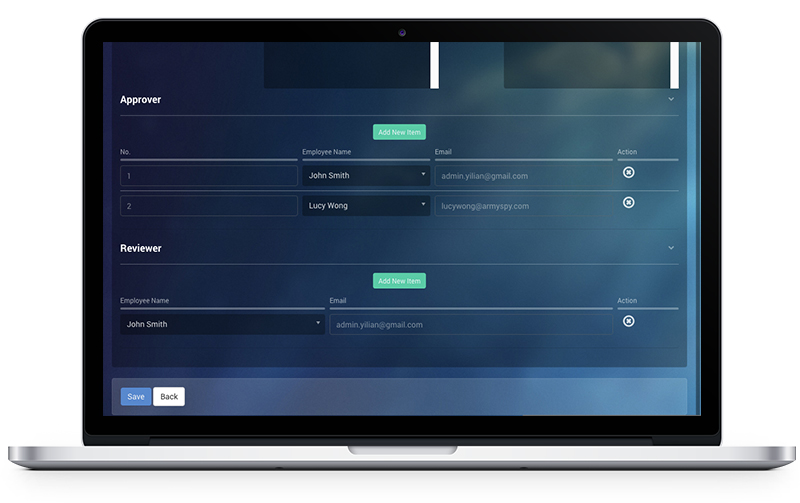 Approver
Add New Item
No. Employee Name Email Action
1 John Smith admin.yilian@gmail.com
2 Lucy Wong lucywong@armyspy.com
Reviewer
Add New Item
Employee Name Email Action
John Smith admin.yilian@gmail.com
Save Back